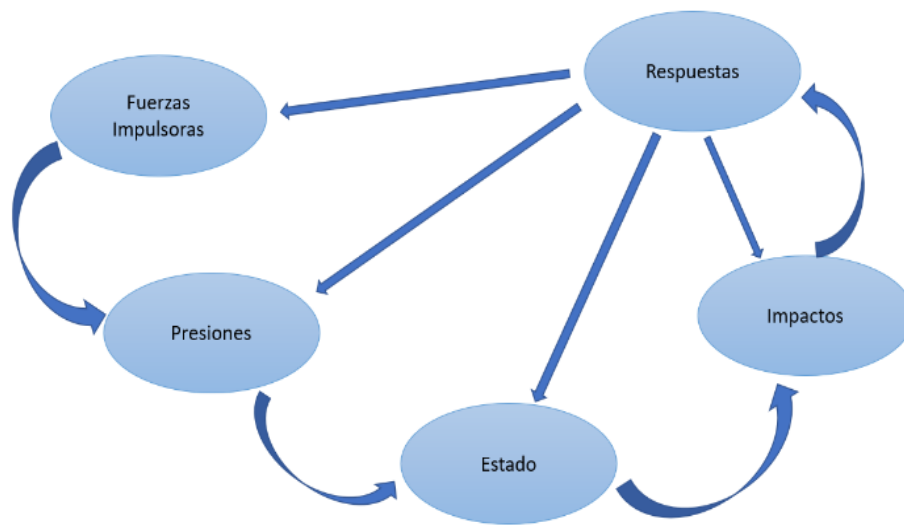 Respuestas
Fuerzas
Impulsoras
Presiones
Impactos
Estado